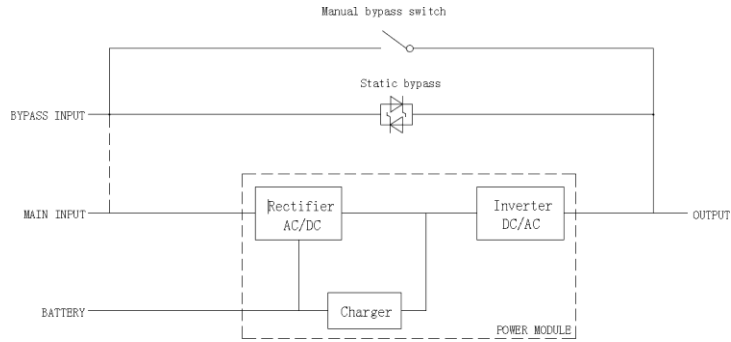 Manual bypass switch
Static bypass
BYPASS INPUT
Rectifier
AC/DC
Inverter
DC/AC
MAIN INPUT
OUTPUT
BATTERY
Charger
POWER MODULE